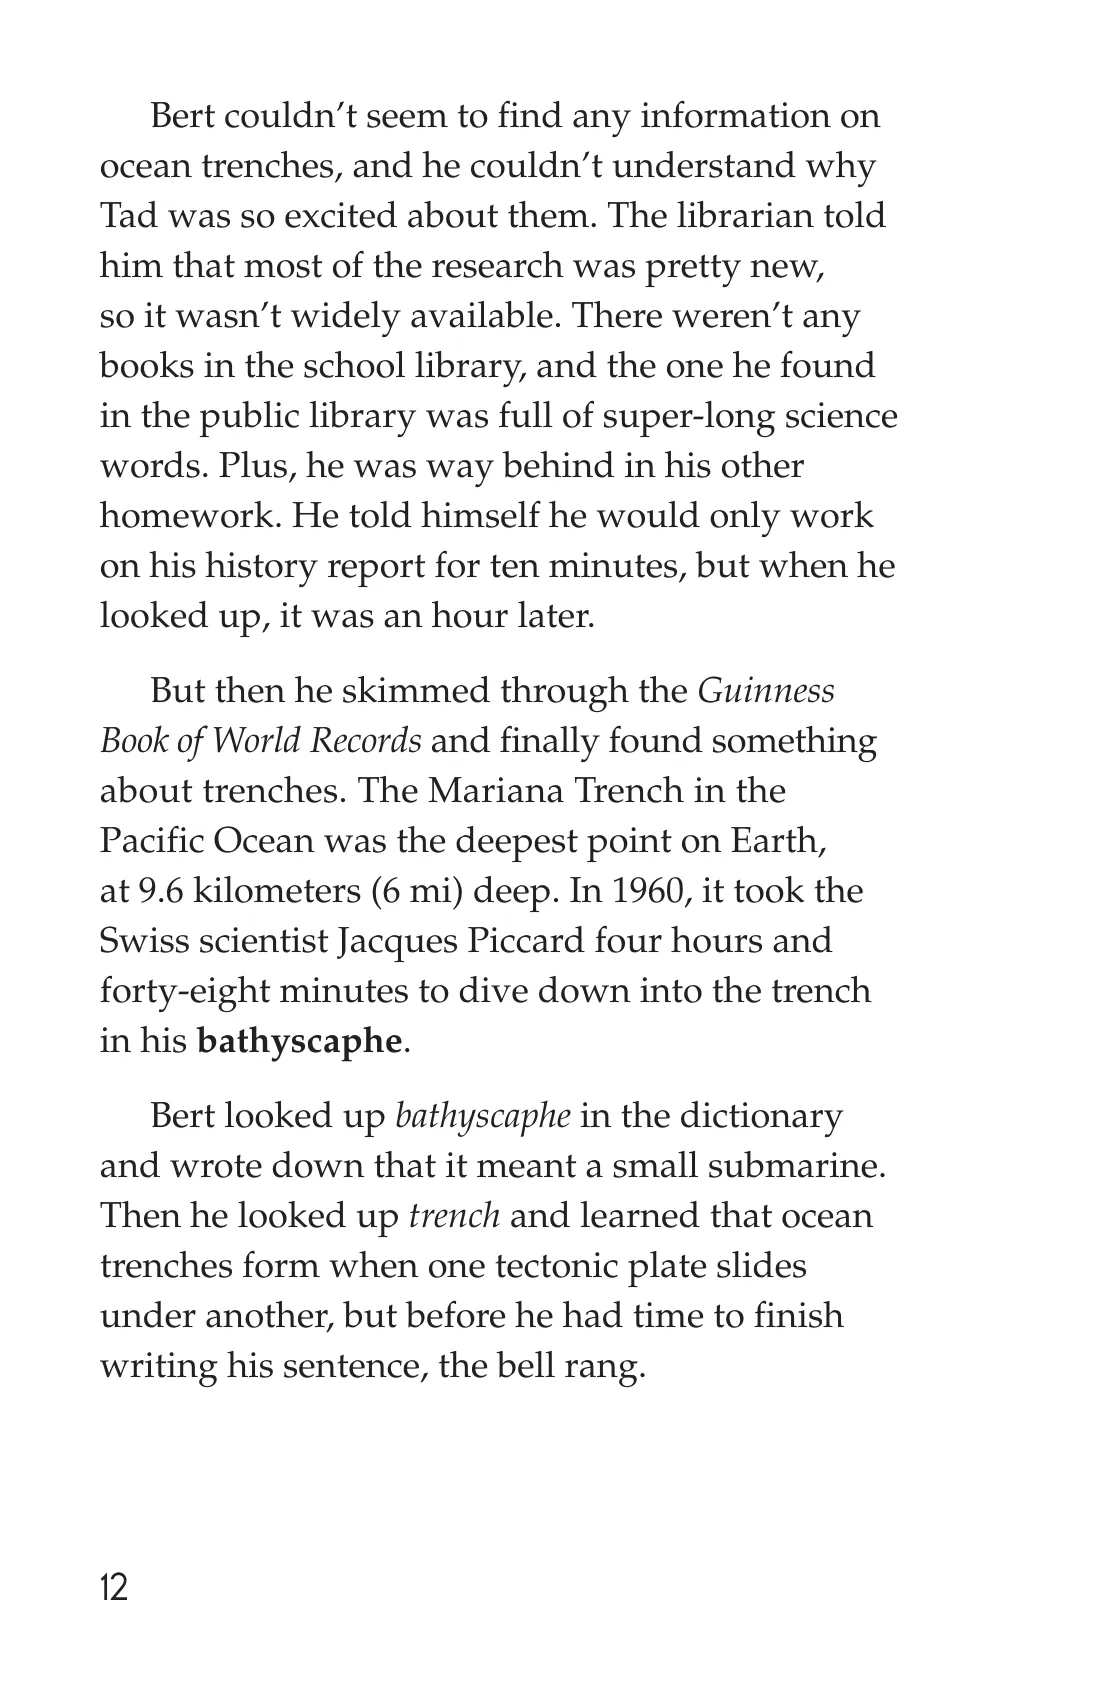 Bert couldn’t seem to find any information on
ocean trenches, and he couldn’t understand why
Tad was so excited about them. The librarian told
him that most of the research was pretty new,
so it wasn’t widely available. There weren’t any
books in the school library, and the one he found
in the public library was full of super-long science
words. Plus, he was way behind in his other
homework. He told himself he would only work
on his history report for ten minutes, but when he
looked up, it was an hour later.
But then he skimmed through the Guinness
Book of World Records and finally found something
about trenches. The Mariana Trench in the
Pacific Ocean was the deepest point on Earth,
at 9.6 kilometers (6 mi) deep. In 1960, it took the
Swiss scientist Jacques Piccard four hours and
forty-eight minutes to dive down into the trench
in his bathyscaphe.
Bert looked up bathyscaphe in the dictionary
and wrote down that it meant a small submarine.
Then he looked up trench and learned that ocean
trenches form when one tectonic plate slides
under another, but before he had time to finish
writing his sentence, the bell rang.
12